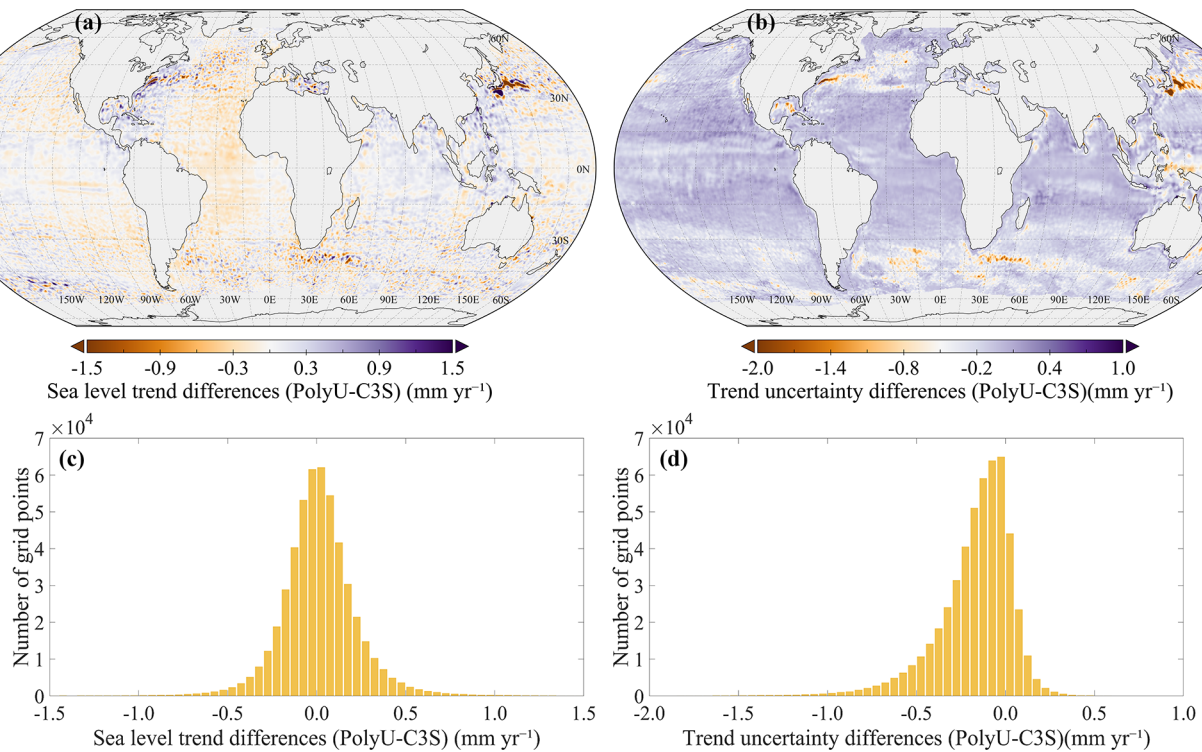 (a)
60N
30N
0N
30S
150W 120W 90W 60W 30W 0E 30E 60E 90E 120E 150E 60S
-1.5 -0.9 -0.3 0.3 0.9 1.5
Sea level trend differences (PolyU-C3S) (mm yr⁻¹)
(b)
60N
30N
0N
30S
150W 120W 90W 60W 30W 0E 30E 60E 90E 120E 150E 60S
-2.0 -1.4 -0.8 -0.2 0.4 1.0
Trend uncertainty differences (PolyU-C3S)(mm yr⁻¹)
(c)
×10⁴
7
6
5
4
3
2
1
0
Number of grid points
-1.5 -1.0 -0.5 0.0 0.5 1.0 1.5
Sea level trend differences (PolyU-C3S) (mm yr⁻¹)
(d)
×10⁴
7
6
5
4
3
2
1
0
Number of grid points
-2.0 -1.5 -1.0 -0.5 0.0 0.5 1.0
Trend uncertainty differences (PolyU-C3S)(mm yr⁻¹)